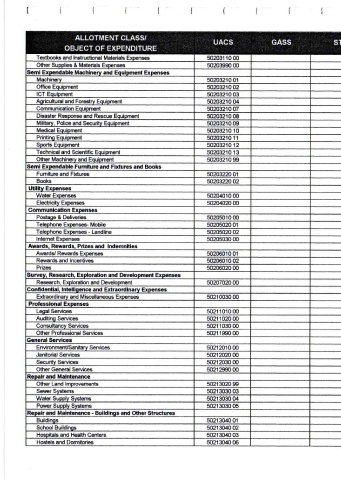 ALLOTMENT CLASS/ OBJECT OF EXPENDITURE UACS GASS ST
Textbooks and Instructional Materials Expenses 50203110 00
Other Supplies & Materials Expenses 50203990 00
Semi Expendable Machinery and Equipment Expenses
Machinery 50203210 01
Office Equipment 50203210 02
ICT Equipment 50203210 03
Agricultural and Forestry Equipment 50203210 04
Communication Equipment 50203210 07
Disaster Response and Rescue Equipment 50203210 08
Military, Police and Security Equipment 50203210 09
Medical Equipment 50203210 10
Printing Equipment 50203210 11
Sports Equipment 50203210 12
Technical and Scientific Equipment 50203210 13
Other Machinery and Equipment 50203210 99
Semi Expendable Furniture and Fixtures and Books
Furniture and Fixtures 50203220 01
Books 50203220 02
Utility Expenses
Water Expenses 50204010 00
Electricity Expenses 50204020 00
Communication Expenses
Postage & Deliveries 50205010 00
Telephone Expenses- Mobile 50205020 01
Telephone Expenses - Landline 50205020 02
Internet Expenses 50205030 00
Awards, Rewards, Prizes and Indemnities
Awards/ Rewards Expenses 50206010 01
Rewards and Incentives 50206010 02
Prizes 50206020 00
Survey, Research, Exploration and Development Expenses
Research, Exploration and Development 50207020 00
Confidential, Intelligence and Extraordinary Expenses
Extraordinary and Miscellaneous Expenses 50210030 00
Professional Expenses
Legal Services 50211010 00
Auditing Services 50211020 00
Consultancy Services 50211030 00
Other Professional Services 50211990 00
General Services
Environment/Sanitary Services 50212010 00
Janitorial Services 50212020 00
Security Services 50212030 00
Other General Services 50212990 00
Repair and Maintenance
Other Land Improvements 50213020 99
Sewer Systems 50213030 03
Water Supply Systems 50213030 04
Power Supply Systems 50213030 05
Repair and Maintenance - Buildings and Other Structures
Buildings 50213040 01
School Buildings 50213040 02
Hospitals and Health Centers 50213040 03
Hostels and Dormitories 50213040 06